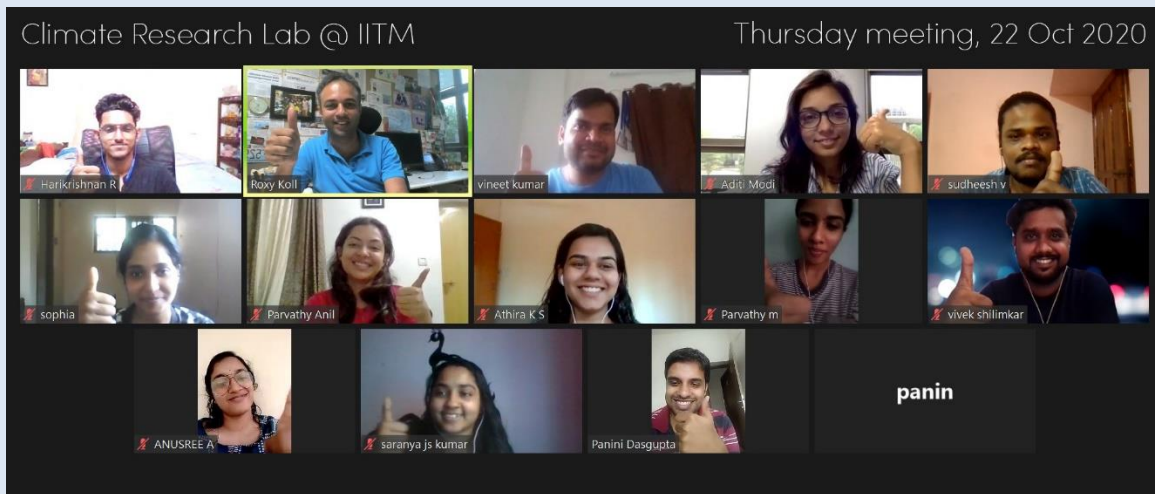 Climate Research Lab @ IITM
Thursday meeting, 22 Oct 2020
Harikrishnan R
Roxy Koll
vineet kumar
Aditi Modi
sudheesh v
sophia
Parvathy Anil
Athira K S
Parvathy m
vivek shilimkar
ANUSREE A
saranya js kumar
Panini Dasgupta
panin